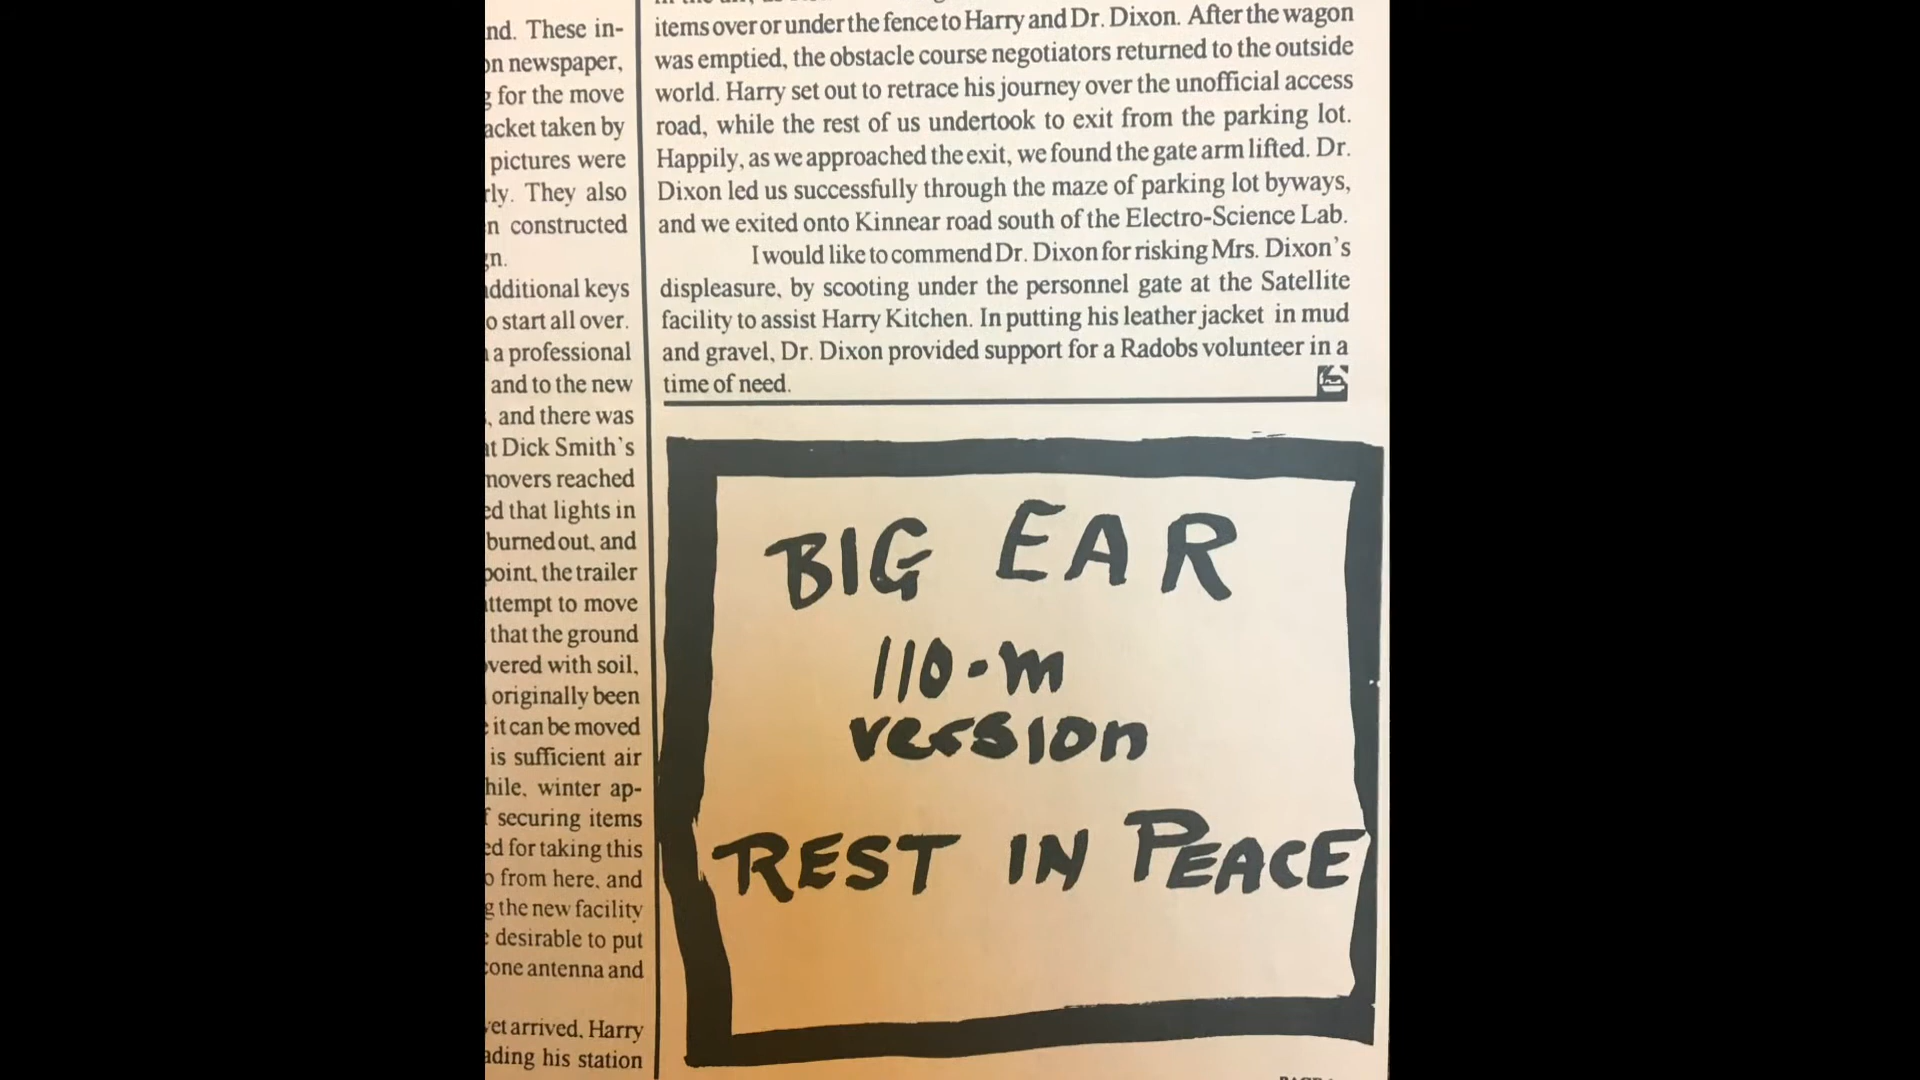 nd. These in-
on newspaper,
for the move
acket taken by
pictures were
rly. They also
n constructed
gn.
dditional keys
o start all over.
a professional
and to the new
, and there was
at Dick Smith's
movers reached
ed that lights in
burned out, and
point, the trailer
attempt to move
that the ground
overed with soil,
originally been
it can be moved
is sufficient air
hile, winter ap-
securing items
ed for taking this
o from here, and
g the new facility
desirable to put
cone antenna and
yet arrived, Harry
ading his station
items over or under the fence to Harry and Dr. Dixon. After the wagon
was emptied, the obstacle course negotiators returned to the outside
world. Harry set out to retrace his journey over the unofficial access
road, while the rest of us undertook to exit from the parking lot.
Happily, as we approached the exit, we found the gate arm lifted. Dr.
Dixon led us successfully through the maze of parking lot byways,
and we exited onto Kinnear road south of the Electro-Science Lab.
I would like to commend Dr. Dixon for risking Mrs. Dixon's
displeasure, by scooting under the personnel gate at the Satellite
facility to assist Harry Kitchen. In putting his leather jacket in mud
and gravel, Dr. Dixon provided support for a Radobs volunteer in a
time of need.
BIG EAR
110-m
version
REST IN PEACE